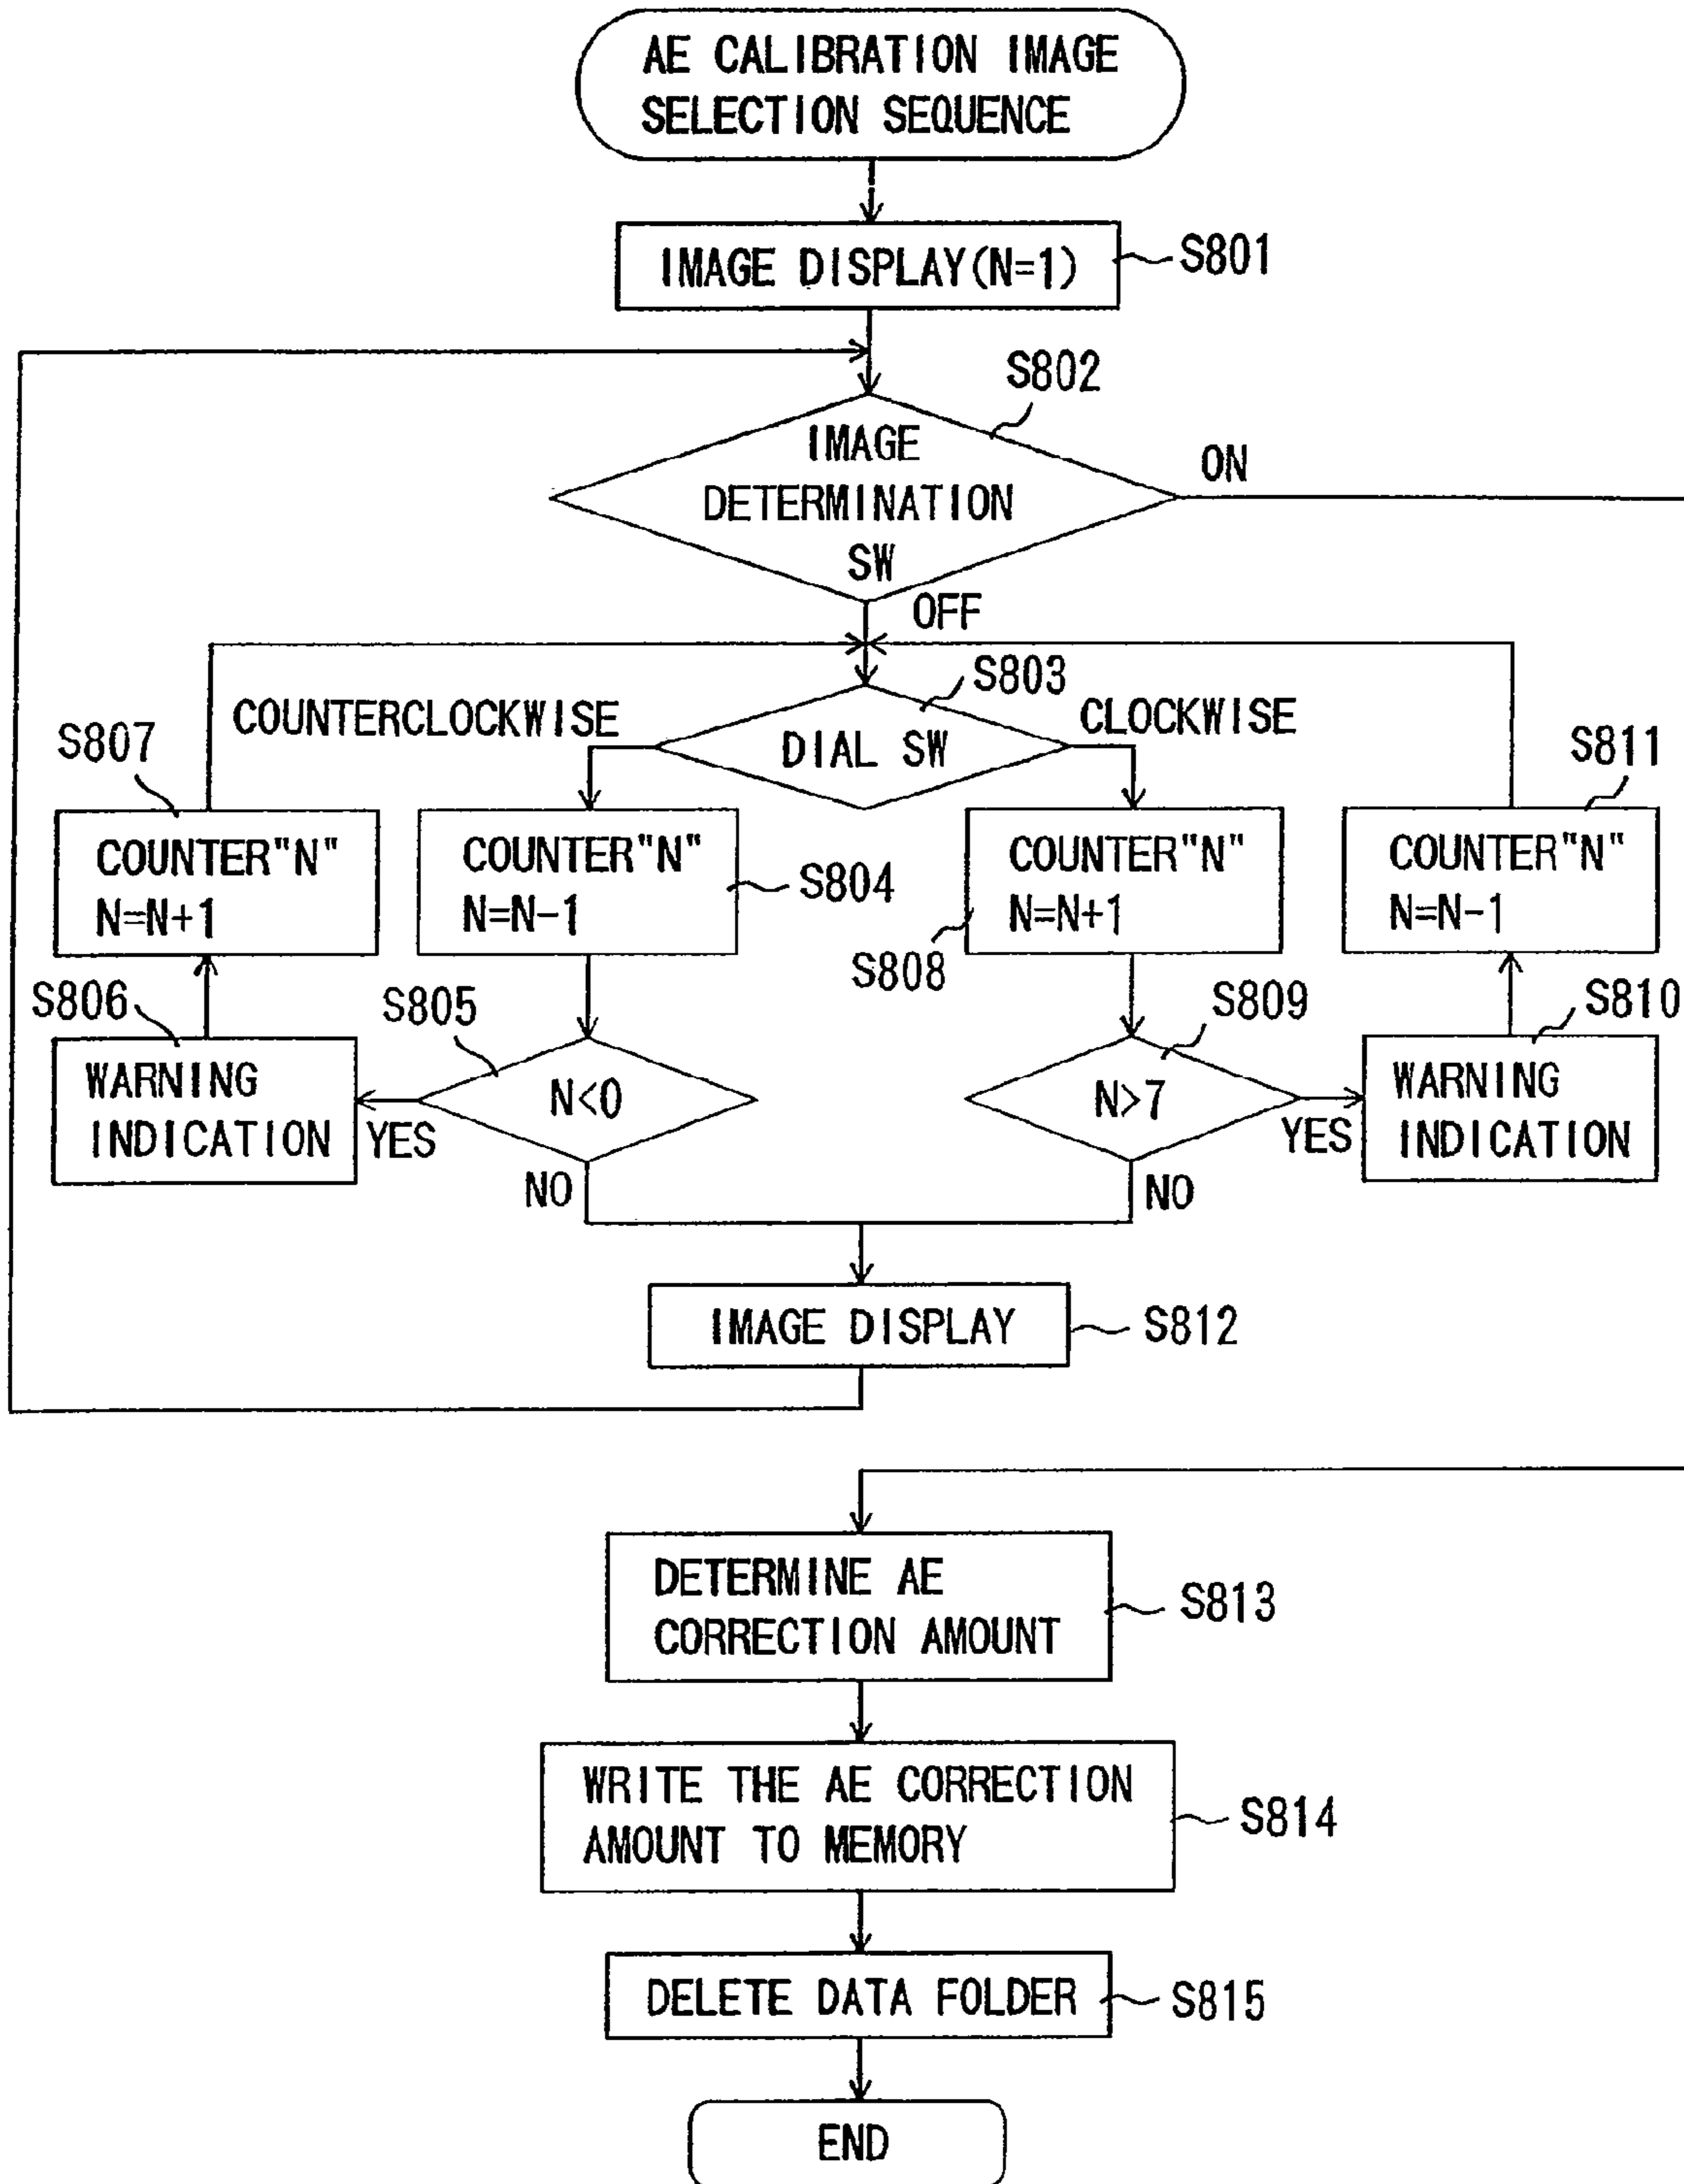 AE CALIBRATION IMAGE
SELECTION SEQUENCE
IMAGE DISPLAY(N=1)
S801
S802
IMAGE
DETERMINATION
SW
ON
OFF
S803
COUNTERCLOCKWISE
CLOCKWISE
DIAL SW
S807
S811
COUNTER"N"
N=N+1
COUNTER"N"
N=N-1
S804
COUNTER"N"
N=N+1
S808
COUNTER"N"
N=N-1
S806
S805
S809
S810
WARNING
INDICATION
YES
N<0
NO
N>7
YES
NO
WARNING
INDICATION
IMAGE DISPLAY
S812
DETERMINE AE
CORRECTION AMOUNT
S813
WRITE THE AE CORRECTION
AMOUNT TO MEMORY
S814
DELETE DATA FOLDER
S815
END